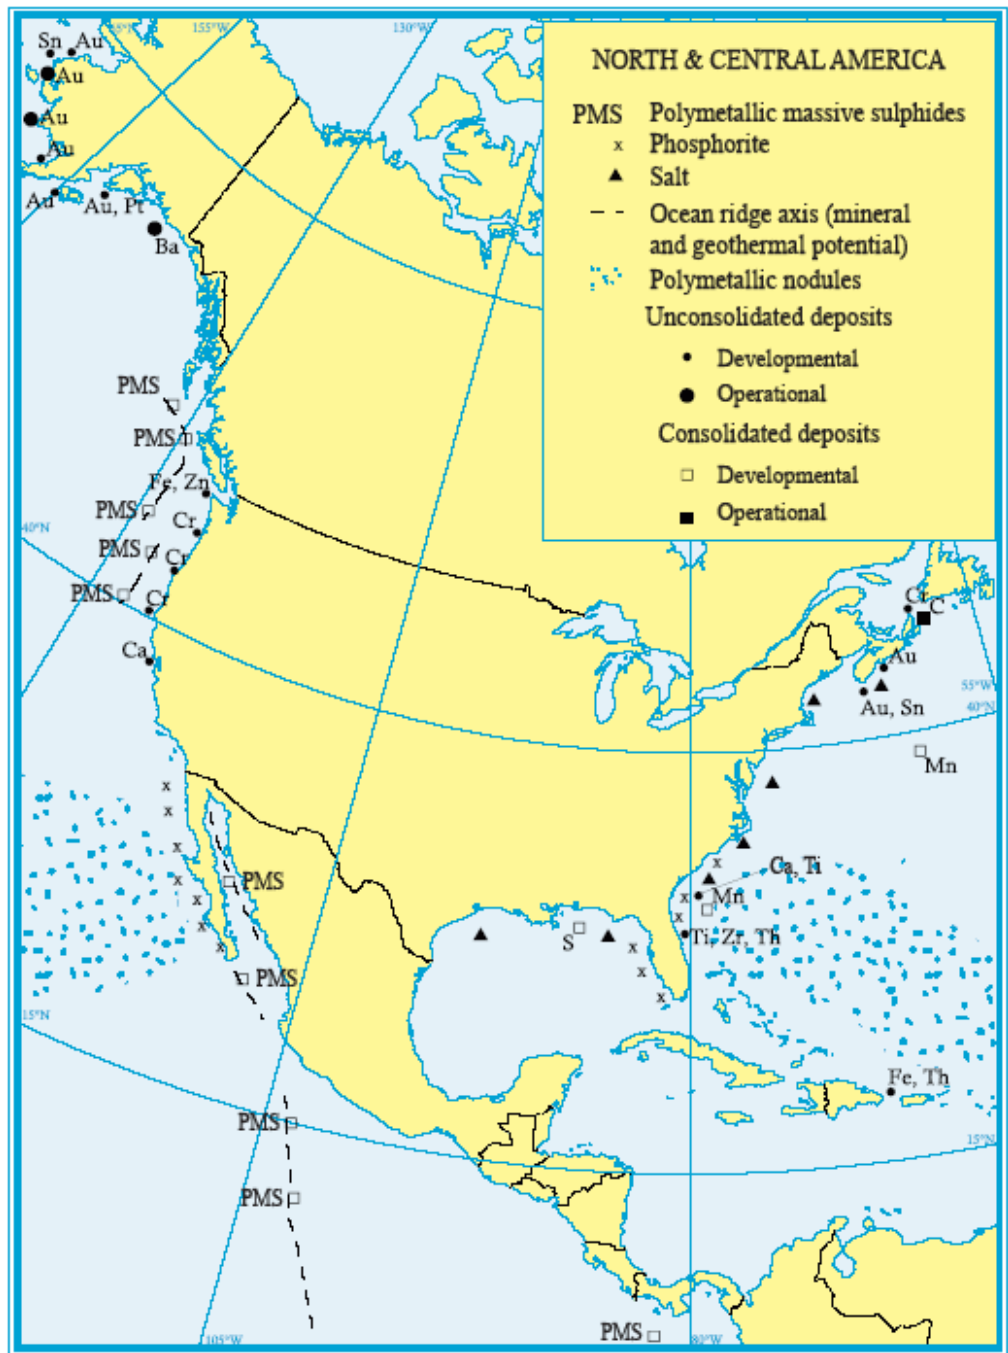 65°N
155°W
130°W
Sn
Au
Au
Au
Au
Au
Au, Pt
Ba
NORTH & CENTRAL AMERICA
PMS Polymetallic massive sulphides
x Phosphorite
Salt
Ocean ridge axis (mineral
and geothermal potential)
Polymetallic nodules
Unconsolidated deposits
Developmental
Operational
Consolidated deposits
Developmental
Operational
PMS
PMS
Fe, Zn
PMS
Cr
40°N
PMS
Cr
PMS
Cr
Cr
C
Ca
Au
55°W
40°N
Au, Sn
Mn
x
x
x
x
x
x
x
x
x
x
x
x
x
x
Ca, Ti
PMS
Mn
S
Ti, Zr, Th
PMS
15°N
Fe, Th
PMS
15°N
PMS
PMS
105°W
80°W